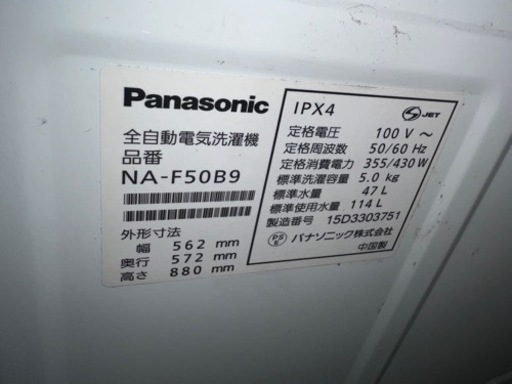 Panasonic
全自動電気洗濯機
品番
NA-F50B9
外形寸法
幅 562 mm
奥行 572 mm
高さ 880 mm
IPX4
S JET
定格電圧 100 V ～
定格周波数 50/60 Hz
定格消費電力 355/430 W
標準洗濯容量 5.0 kg
標準水量 47 L
標準使用水量 114 L
製造番号 15D3303751
PS E パナソニック株式会社
中国製